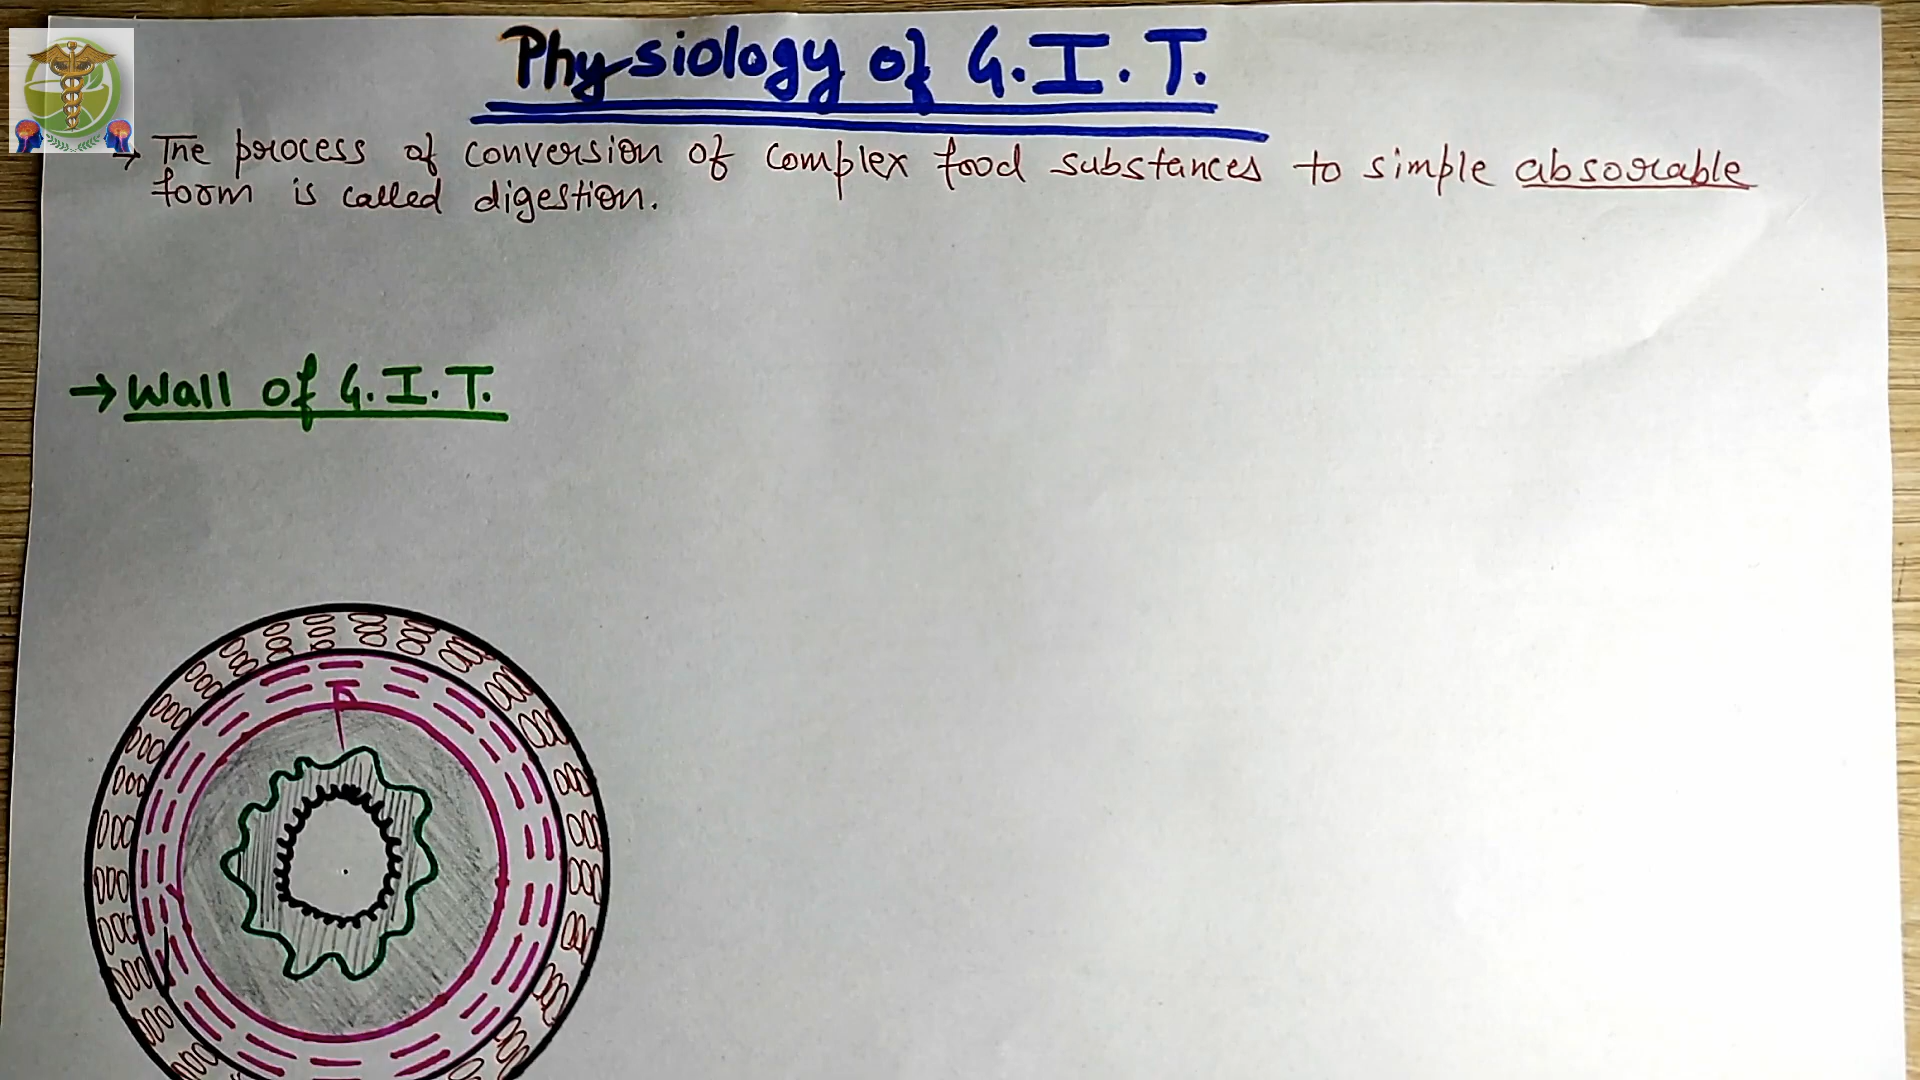 Physiology of G.I.T.
→ The process of conversion of complex food substances to simple absorable
form is called digestion.
→ Wall of G.I.T.